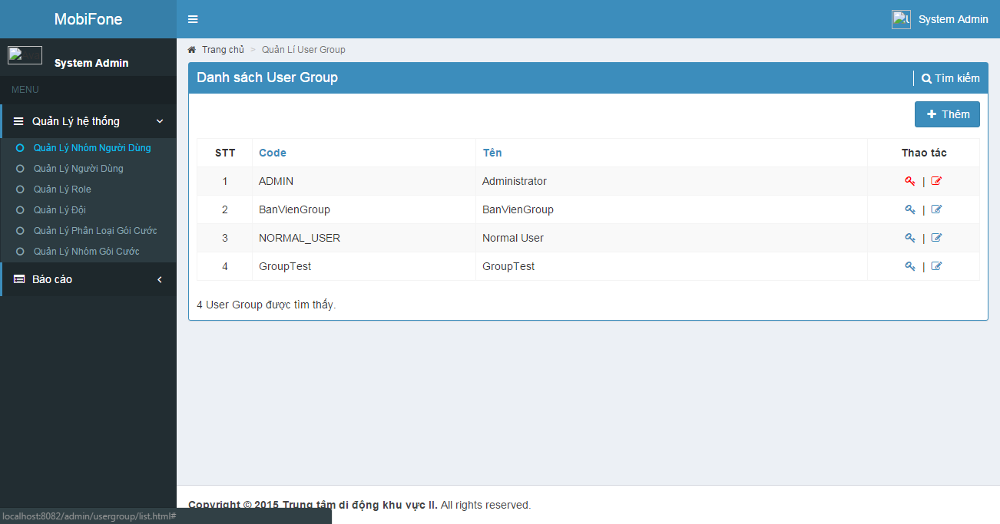 MobiFone
System Admin
System Admin
MENU
Quản Lý hệ thống
Quản Lý Nhóm Người Dùng
Quản Lý Người Dùng
Quản Lý Role
Quản Lý Đội
Quản Lý Phân Loại Gói Cước
Quản Lý Nhóm Gói Cước
Báo cáo
Trang chủ > Quản Lí User Group
Danh sách User Group
Tìm kiếm
Thêm
STT Code Tên Thao tác
1 ADMIN Administrator |
2 BanVienGroup BanVienGroup |
3 NORMAL_USER Normal User |
4 GroupTest GroupTest |
4 User Group được tìm thấy.
Copyright © 2015 Trung tâm di động khu vực II. All rights reserved.
localhost:8082/admin/usergroup/list.html#